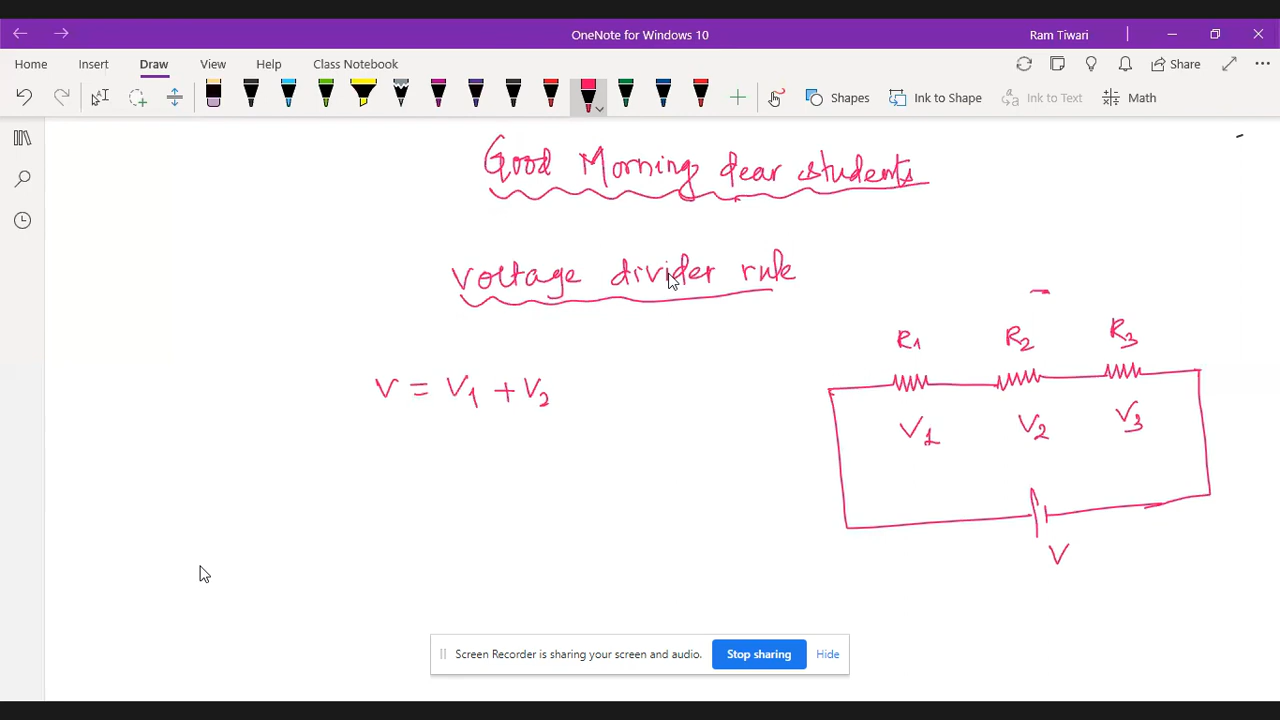 OneNote for Windows 10
Ram Tiwari
Home Insert Draw View Help Class Notebook
Share
Shapes Ink to Shape Ink to Text Math
Good Morning dear students
Voltage divider rule
R1 R2 R3
V = V1 + V2
V1 V2 V3
V
Screen Recorder is sharing your screen and audio. Stop sharing Hide